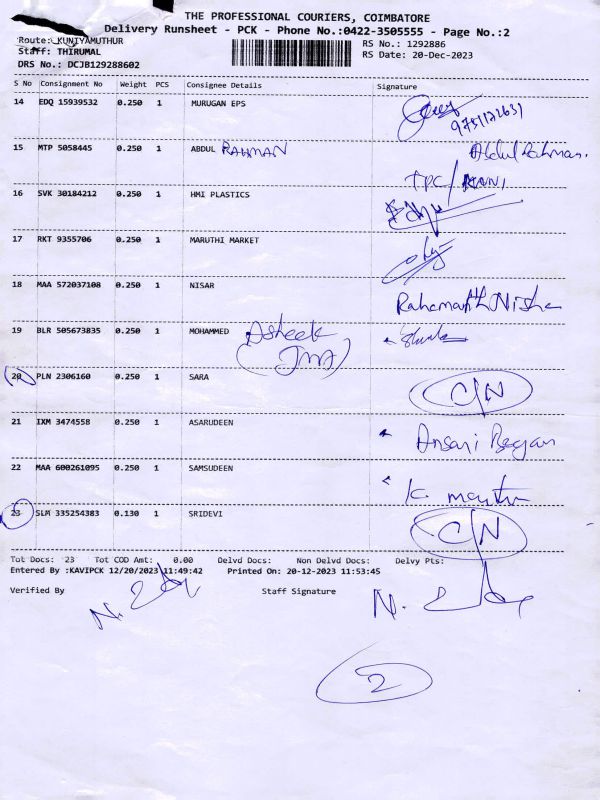 THE PROFESSIONAL COURIERS, COIMBATORE
Delivery Runsheet - PCK - Phone No.:0422-3505555 - Page No.:2
Route: KUNIYAMUTHUR
Staff: THIRUMAL
DRS No.: DCJB129288602
RS No.: 1292886
RS Date: 20-Dec-2023
S No Consignment No Weight PCS Consignee Details Signature
14 EDQ 15939532 0.250 1 MURUGAN EPS
15 MTP 5058445 0.250 1 ABDUL RAHMAN Abdul Rahman.
TPC/
16 SVK 30184212 0.250 1 HMI PLASTICS
17 RKT 9355706 0.250 1 MARUTHI MARKET
18 MAA 572037108 0.250 1 NISAR
Rahamath Nisha
19 BLR 505673835 0.250 1 MOHAMMED Asheek
20 PLN 2306160 0.250 1 SARA C/N
21 IXM 3474558 0.250 1 ASARUDEEN
Ansari Began
22 MAA 600261095 0.250 1 SAMSUDEEN
K.
23 SLM 335254383 0.130 1 SRIDEVI
C/N
Tot Docs: 23 Tot COD Amt: 0.00 Delvd Docs: Non Delvd Docs: Delvy Pts:
Entered By :KAVIPCK 12/20/2023 11:49:42 Printed On: 20-12-2023 11:53:45
Verified By Staff Signature
N. N.
2